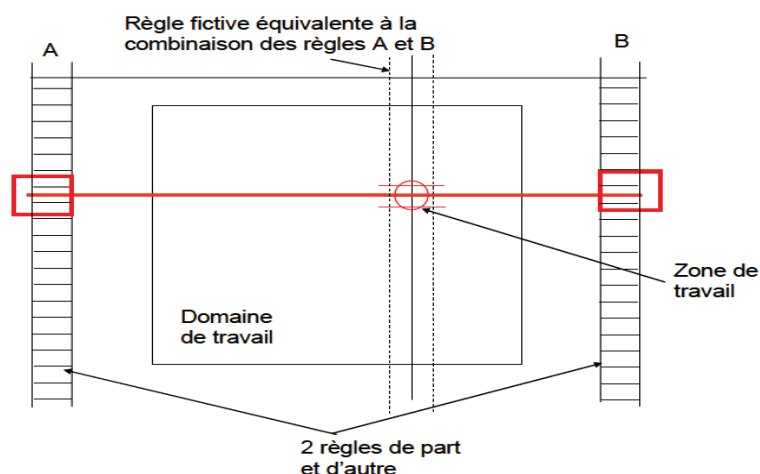 Règle fictive équivalente à la
combinaison des règles A et B
A
B
Zone de
travail
Domaine
de travail
2 règles de part
et d'autre